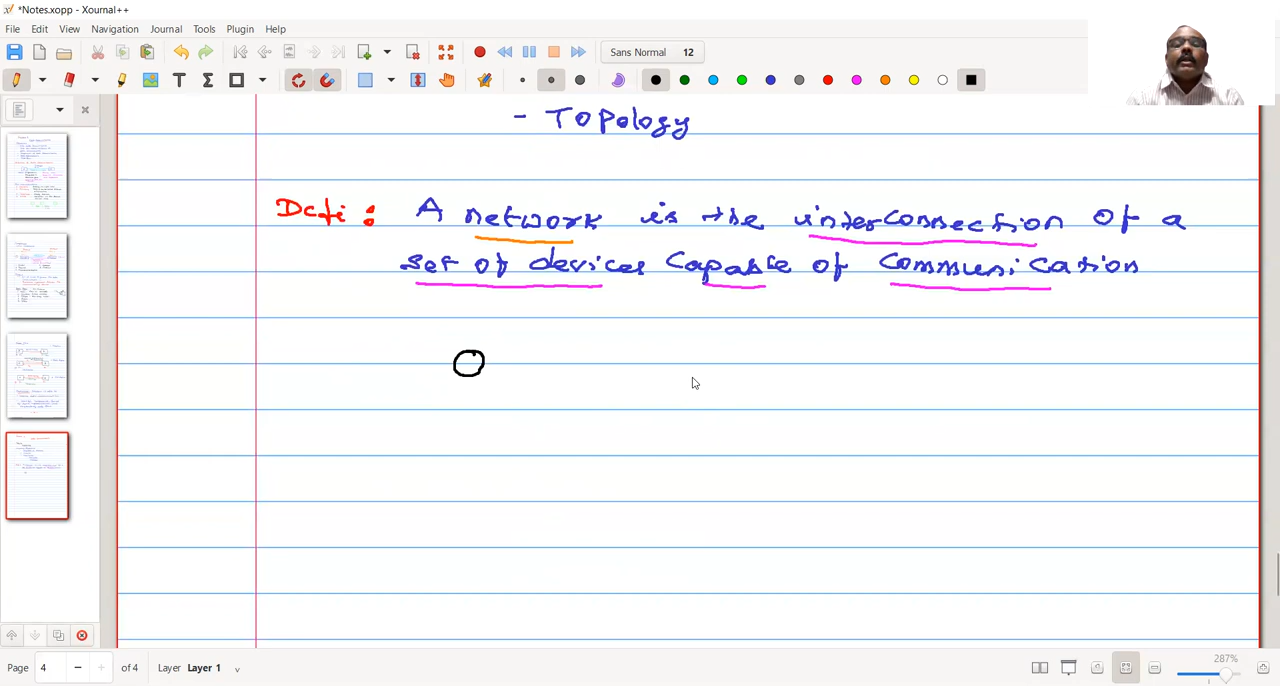 *Notes.xopp - Xournal++
File Edit View Navigation Journal Tools Plugin Help
Sans Normal 12
- Topology
Defi : A network is the interconnection of a
set of devices capable of communication
Page 4 of 4 Layer Layer 1 287%